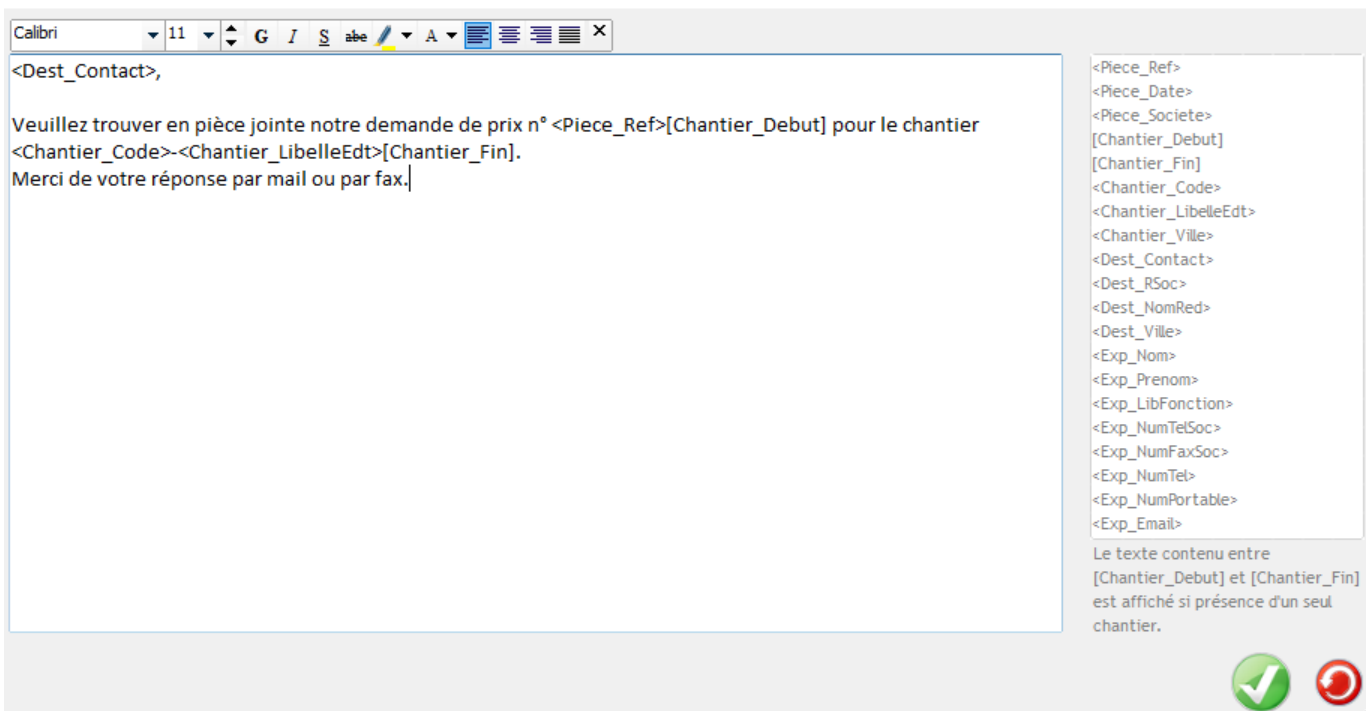 Calibri 11 G I S abc A ×
<Dest_Contact>,
Veuillez trouver en pièce jointe notre demande de prix n° <Piece_Ref>[Chantier_Debut] pour le chantier
<Chantier_Code>-<Chantier_LibelleEdt>[Chantier_Fin].
Merci de votre réponse par mail ou par fax.
<Piece_Ref>
<Piece_Date>
<Piece_Societe>
[Chantier_Debut]
[Chantier_Fin]
<Chantier_Code>
<Chantier_LibelleEdt>
<Chantier_Ville>
<Dest_Contact>
<Dest_RSoc>
<Dest_NomRed>
<Dest_Ville>
<Exp_Nom>
<Exp_Prenom>
<Exp_LibFonction>
<Exp_NumTelSoc>
<Exp_NumFaxSoc>
<Exp_NumTel>
<Exp_NumPortable>
<Exp_Email>
Le texte contenu entre
[Chantier_Debut] et [Chantier_Fin]
est affiché si présence d'un seul
chantier.